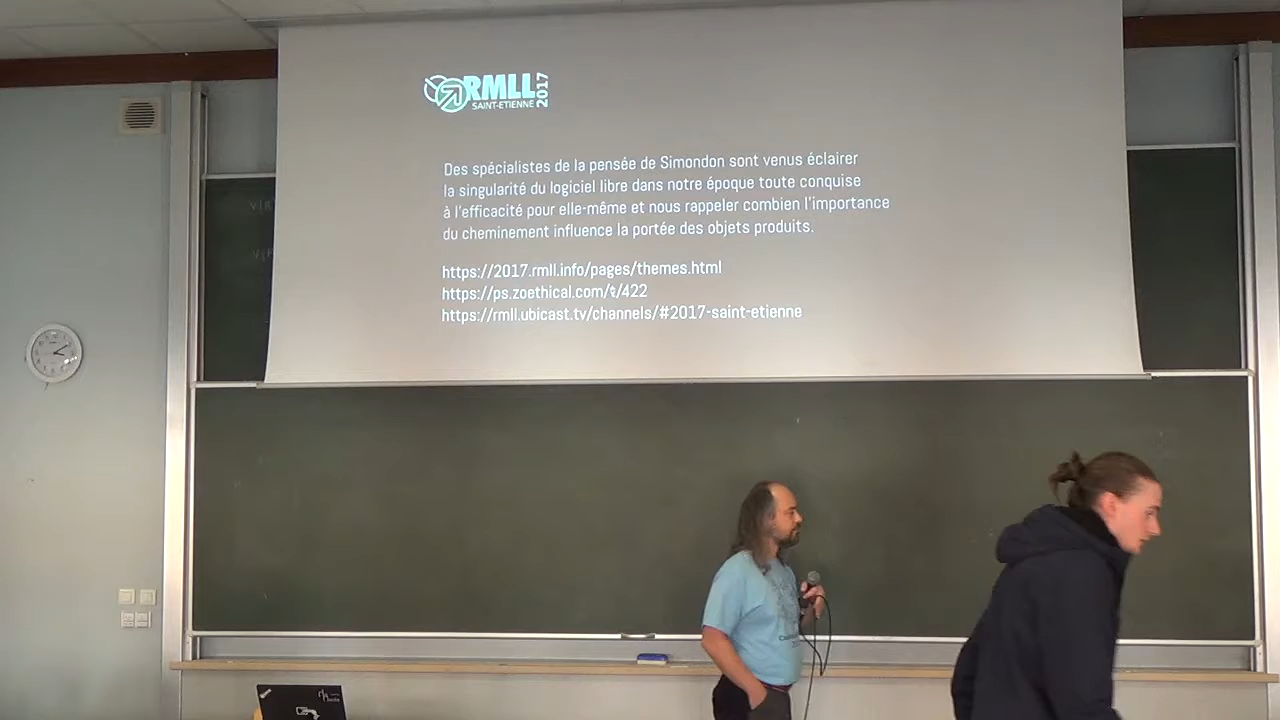 RMLL
2017
SAINT-ETIENNE
Des spécialistes de la pensée de Simondon sont venus éclairer
la singularité du logiciel libre dans notre époque toute conquise
à l'efficacité pour elle-même et nous rappeler combien l'importance
du cheminement influence la portée des objets produits.
https://2017.rmll.info/pages/themes.html
https://ps.zoethical.com/t/422
https://rmll.ubicast.tv/channels/#2017-saint-etienne